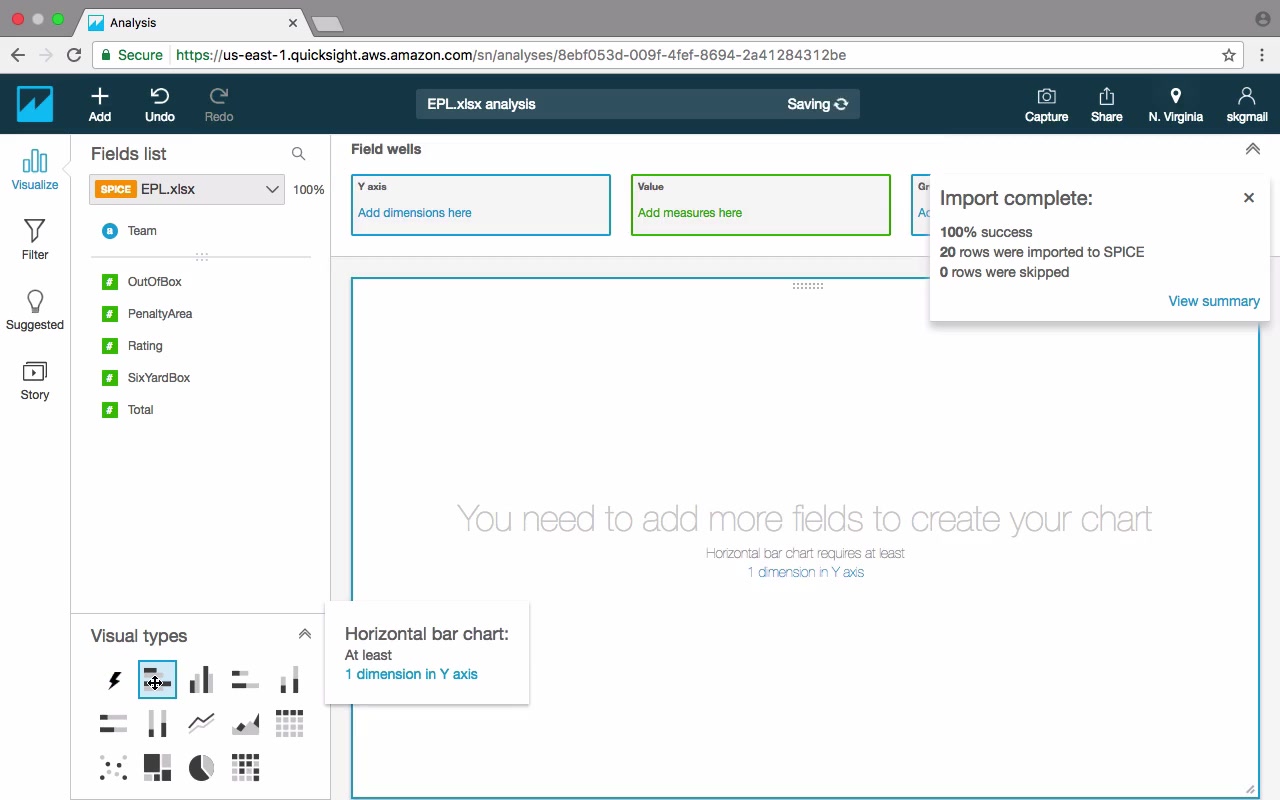 Analysis
Secure
https://us-east-1.quicksight.aws.amazon.com/sn/analyses/8ebf053d-009f-4fef-8694-2a41284312be
Add
Undo
Redo
EPL.xlsx analysis
Saving
Capture
Share
N. Virginia
skgmail
Visualize
Filter
Suggested
Story
Fields list
SPICE EPL.xlsx
100%
a Team
# OutOfBox
# PenaltyArea
# Rating
# SixYardBox
# Total
Field wells
Y axis
Add dimensions here
Value
Add measures here
Import complete:
100% success
20 rows were imported to SPICE
0 rows were skipped
View summary
You need to add more fields to create your chart
Horizontal bar chart requires at least
1 dimension in Y axis
Visual types
Horizontal bar chart:
At least
1 dimension in Y axis